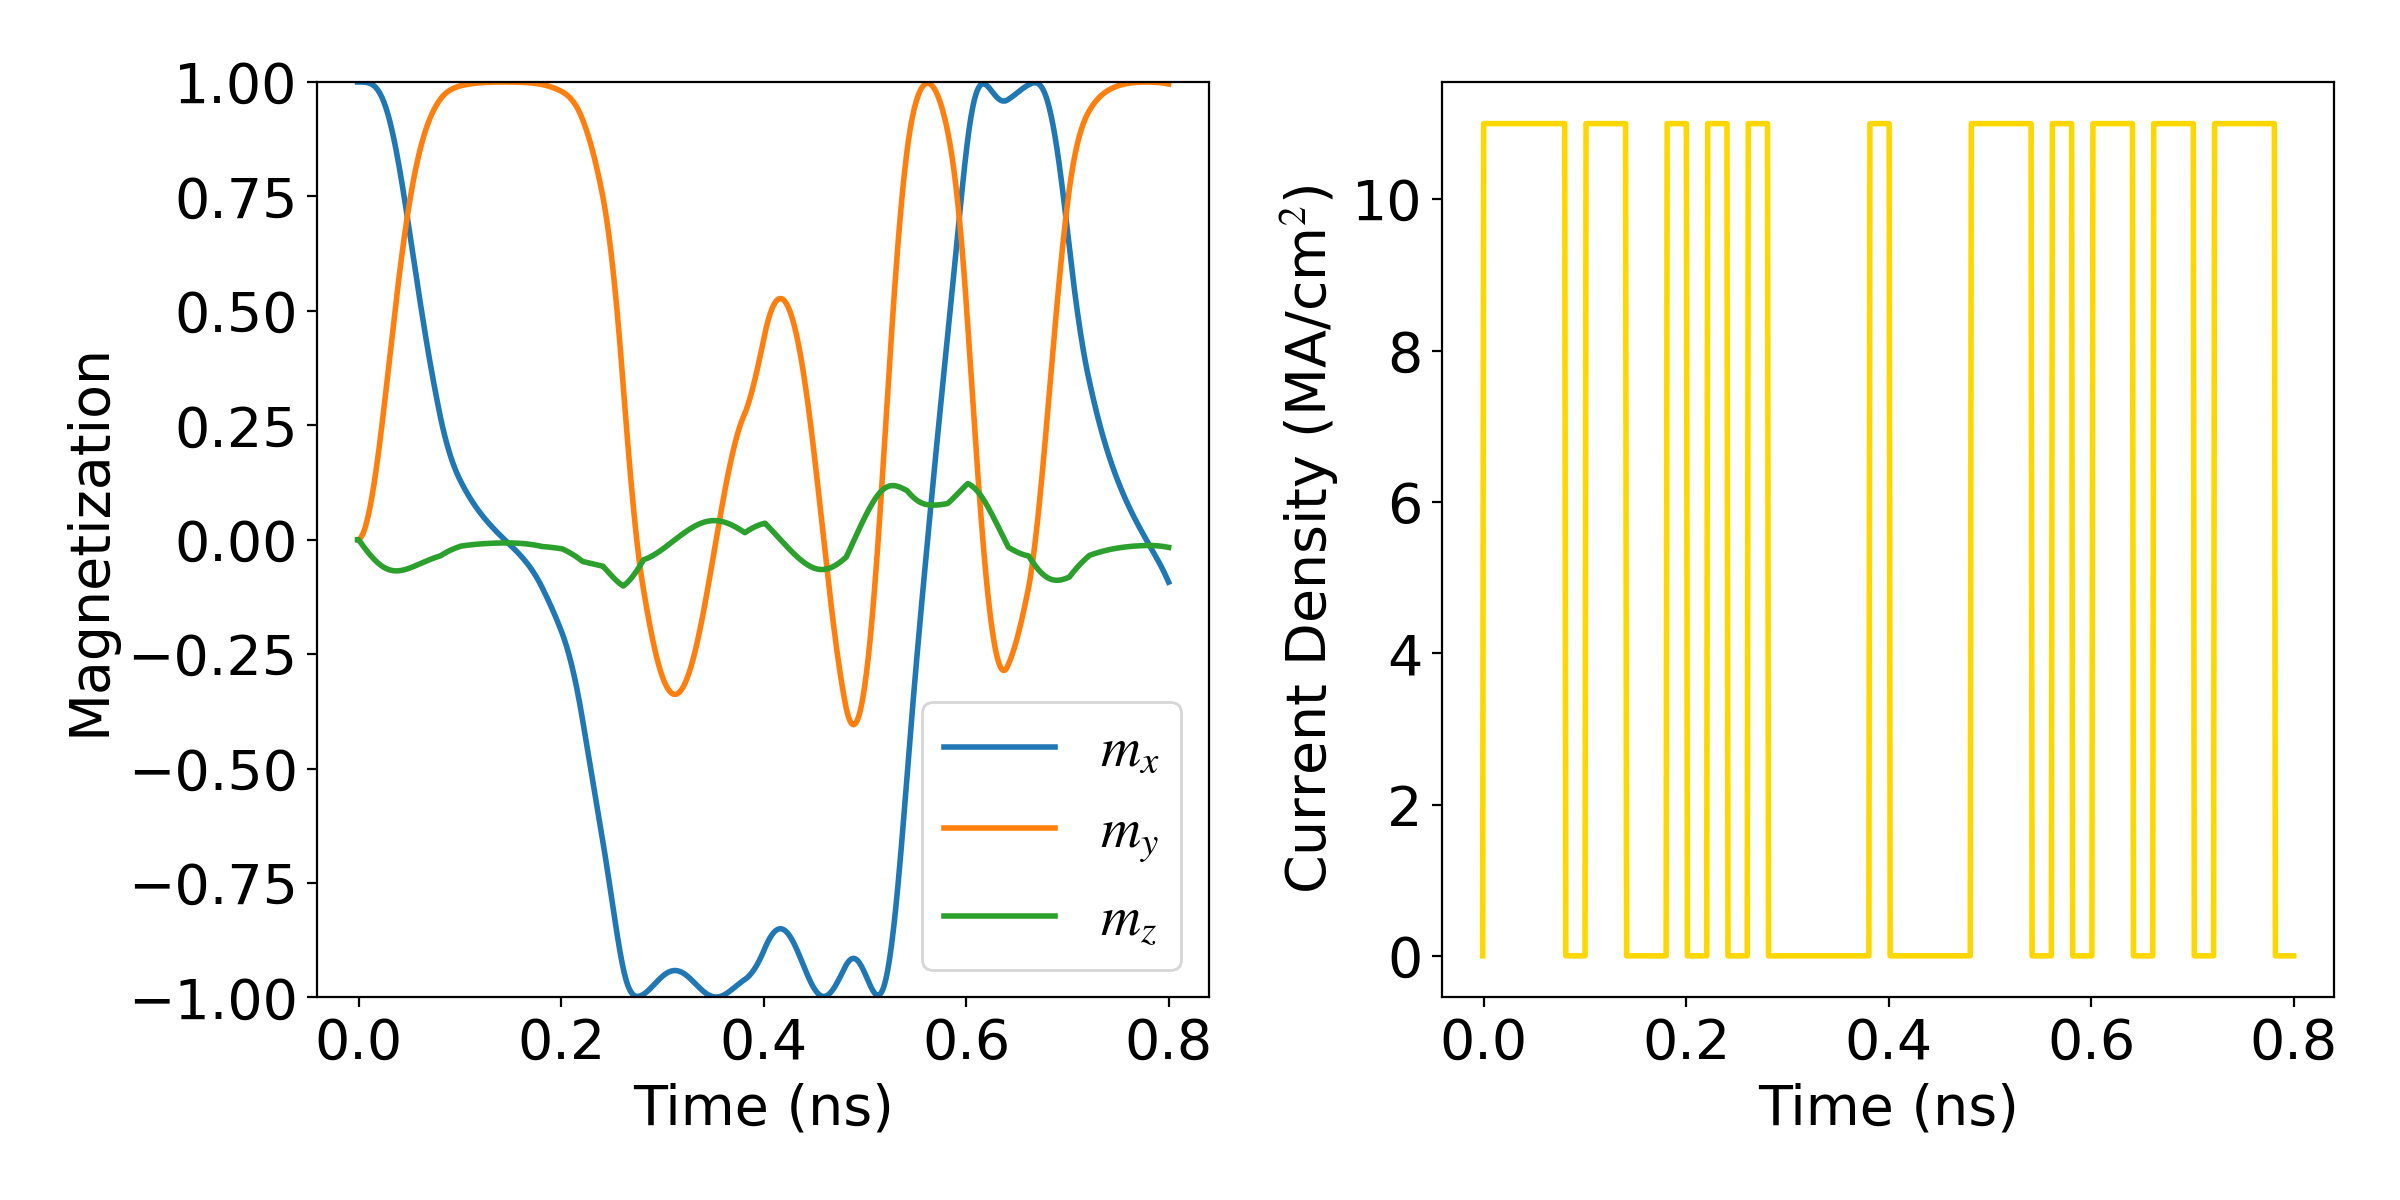 1.00
0.75
0.50
0.25
0.00
−0.25
−0.50
−0.75
−1.00
Magnetization
0.0 0.2 0.4 0.6 0.8
Time (ns)
m_x
m_y
m_z
10
8
6
4
2
0
Current Density (MA/cm²)
0.0 0.2 0.4 0.6 0.8
Time (ns)